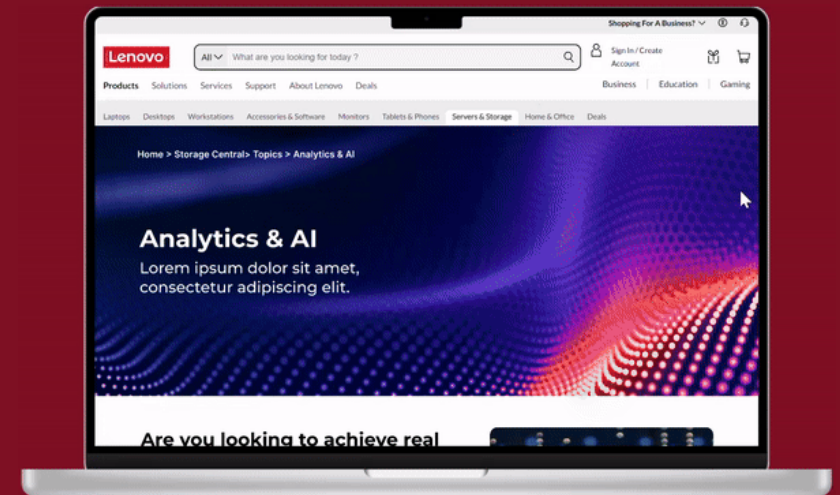 Shopping For A Business?
Lenovo
All
What are you looking for today ?
Sign In / Create
Account
Products Solutions Services Support About Lenovo Deals
Business Education Gaming
Laptops Desktops Workstations Accessories & Software Monitors Tablets & Phones Servers & Storage Home & Office Deals
Home > Storage Central> Topics > Analytics & AI
Analytics & AI
Lorem ipsum dolor sit amet,
consectetur adipiscing elit.
Are you looking to achieve real